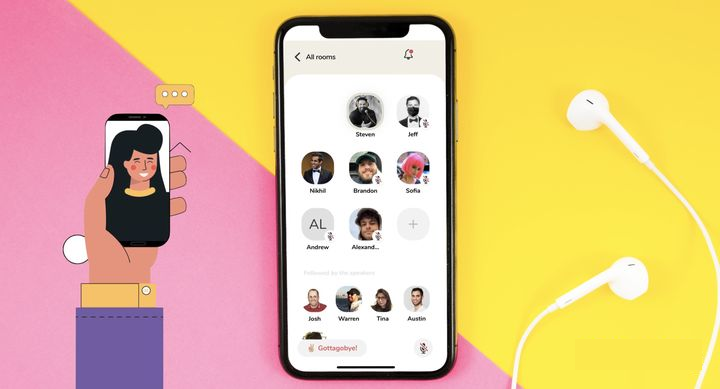 All rooms
Steven Jeff
Nikhil Brandon Sofia
AL
Andrew Alexand...
Followed by the speakers
Josh Warren Tina Austin
Gottagobye!